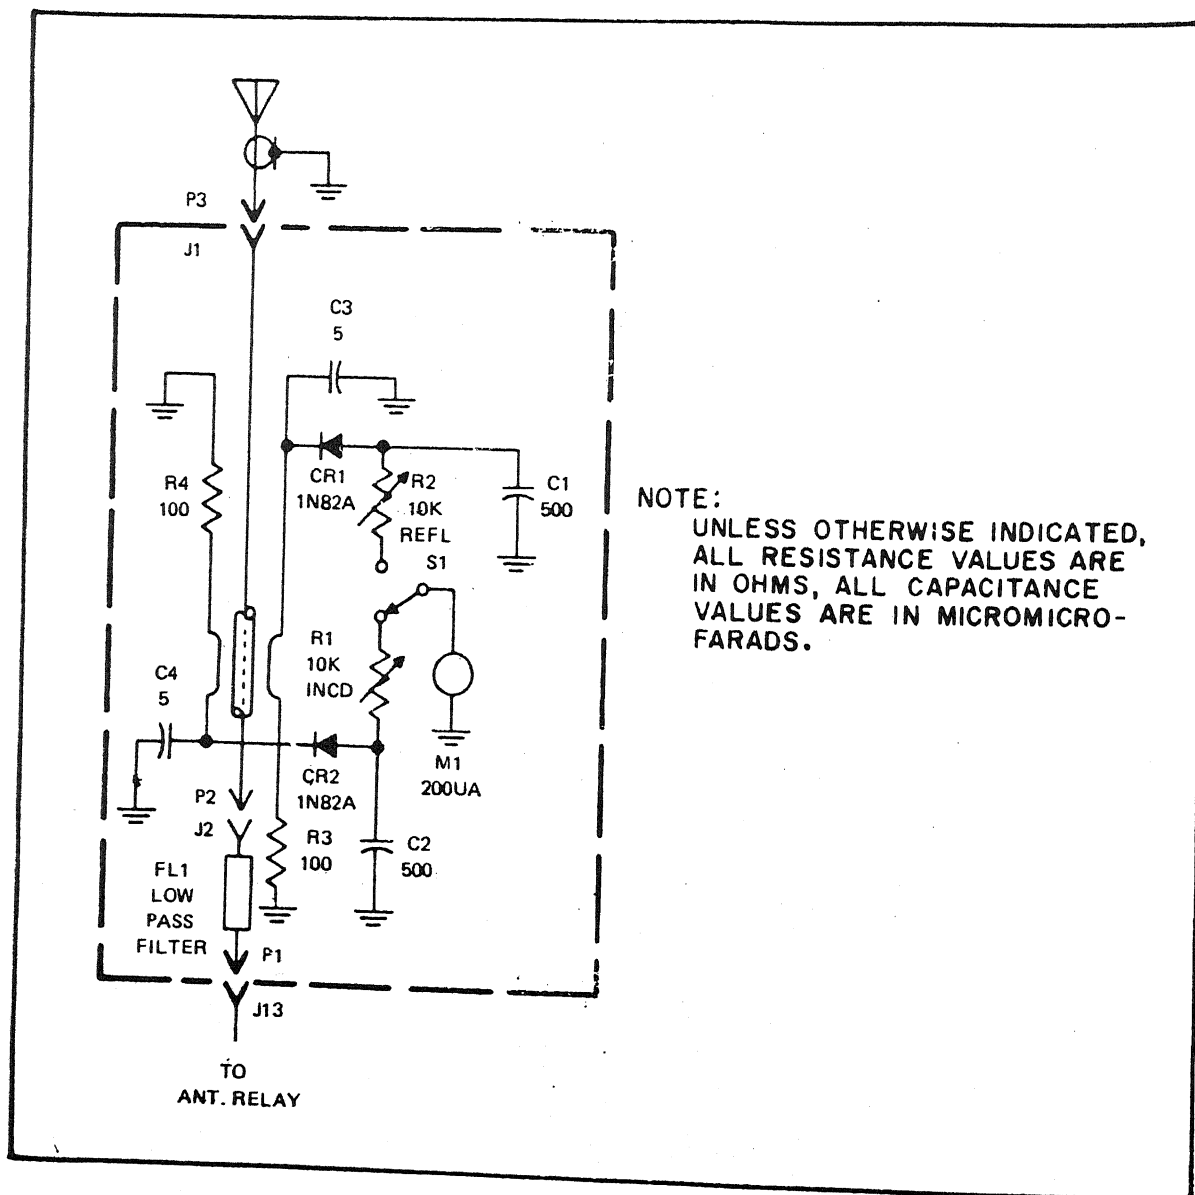 P3
J1
C3
5
R4
100
CR1
1N82A
R2
10K
REFL
C1
500
S1
NOTE:
UNLESS OTHERWISE INDICATED,
ALL RESISTANCE VALUES ARE
IN OHMS, ALL CAPACITANCE
VALUES ARE IN MICROMICRO-
FARADS.
R1
10K
INCD
C4
5
M1
200UA
CR2
1N82A
P2
J2
R3
100
C2
500
FL1
LOW
PASS
FILTER
P1
J13
TO
ANT. RELAY